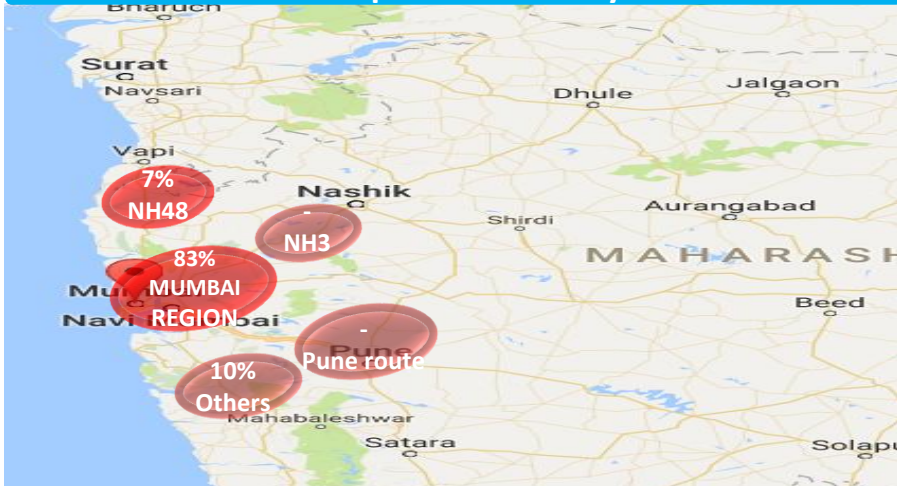 Bharuch
Surat
Navsari
Dhule
Jalgaon
Vapi
7%
NH48
Nashik
Aurangabad
Shirdi
-
NH3
MAHARASH
83%
MUMBAI
REGION
Navi
Beed
-
Pune
Pune route
10%
Others
Mahabaleshwar
Satara
Solapu